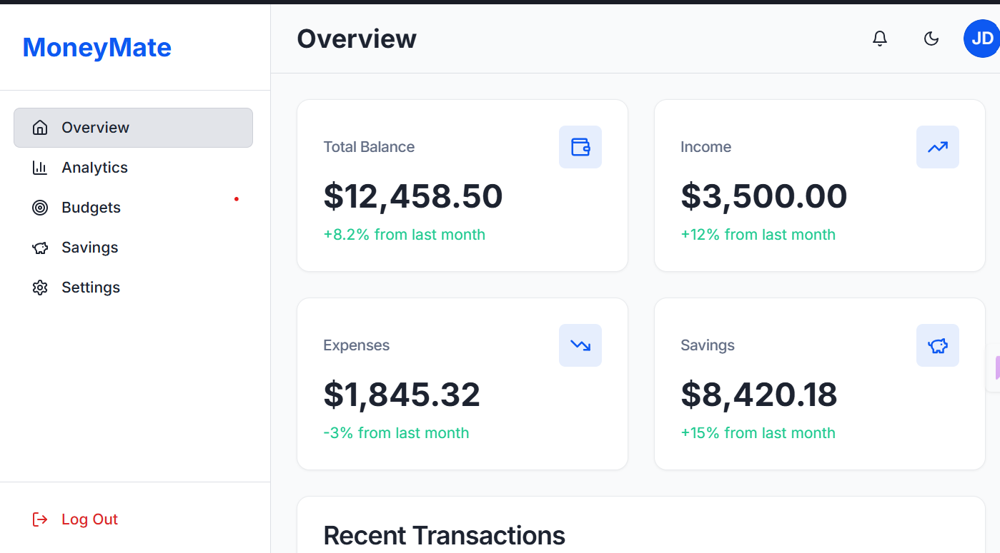 MoneyMate
Overview
Analytics
Budgets
Savings
Settings
Log Out
Overview
JD
Total Balance
$12,458.50
+8.2% from last month
Income
$3,500.00
+12% from last month
Expenses
$1,845.32
-3% from last month
Savings
$8,420.18
+15% from last month
Recent Transactions